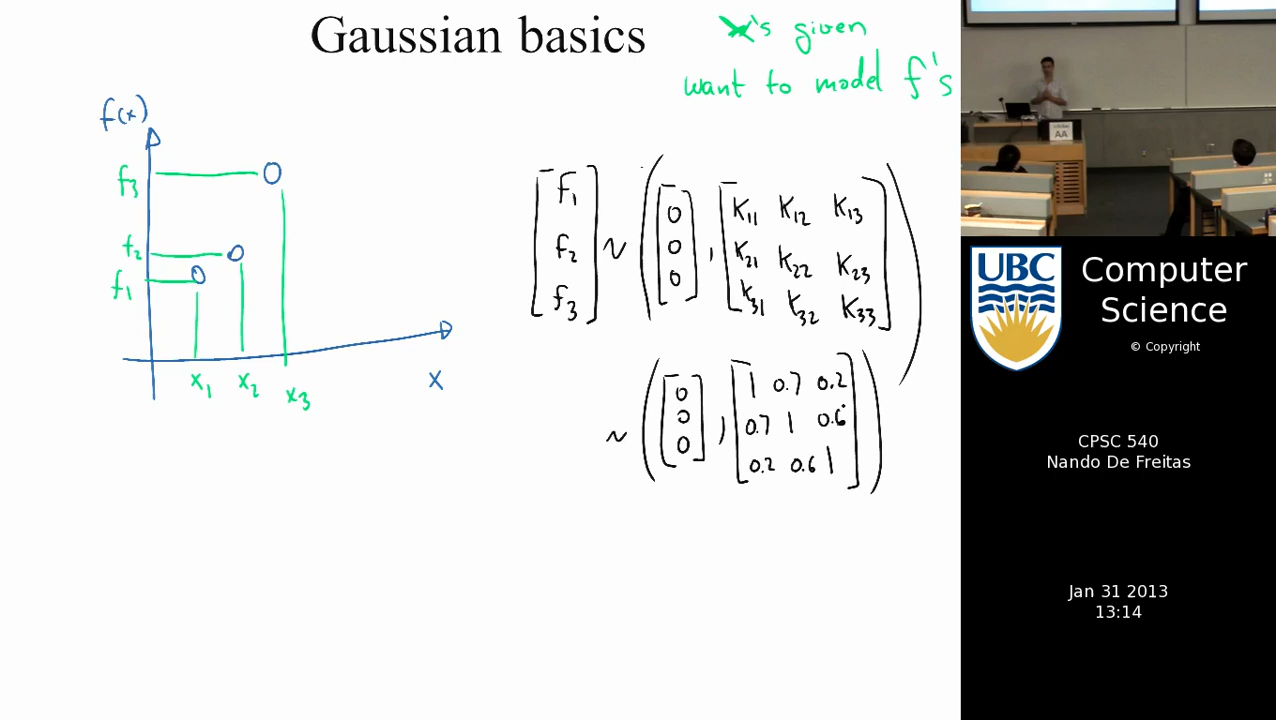 Gaussian basics
x's given
want to model f's
f(x)
f3
f2
f1
x1 x2 x3
x
[f1 f2 f3] ~ ([0 0 0], [K11 K12 K13
K21 K22 K23
K31 K32 K33])
~ ([0 0 0], [1 0.7 0.2
0.7 1 0.6
0.2 0.6 1])
AA
UBC
Computer
Science
© Copyright
CPSC 540
Nando De Freitas
Jan 31 2013
13:14